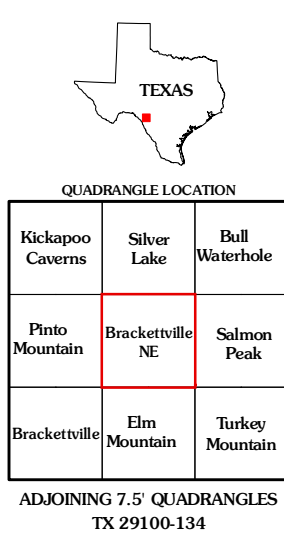 TEXAS
QUADRANGLE LOCATION
Kickapoo
Caverns
Silver
Lake
Bull
Waterhole
Pinto
Mountain
Brackettville
NE
Salmon
Peak
Brackettville
Elm
Mountain
Turkey
Mountain
ADJOINING 7.5' QUADRANGLES
TX 29100-134